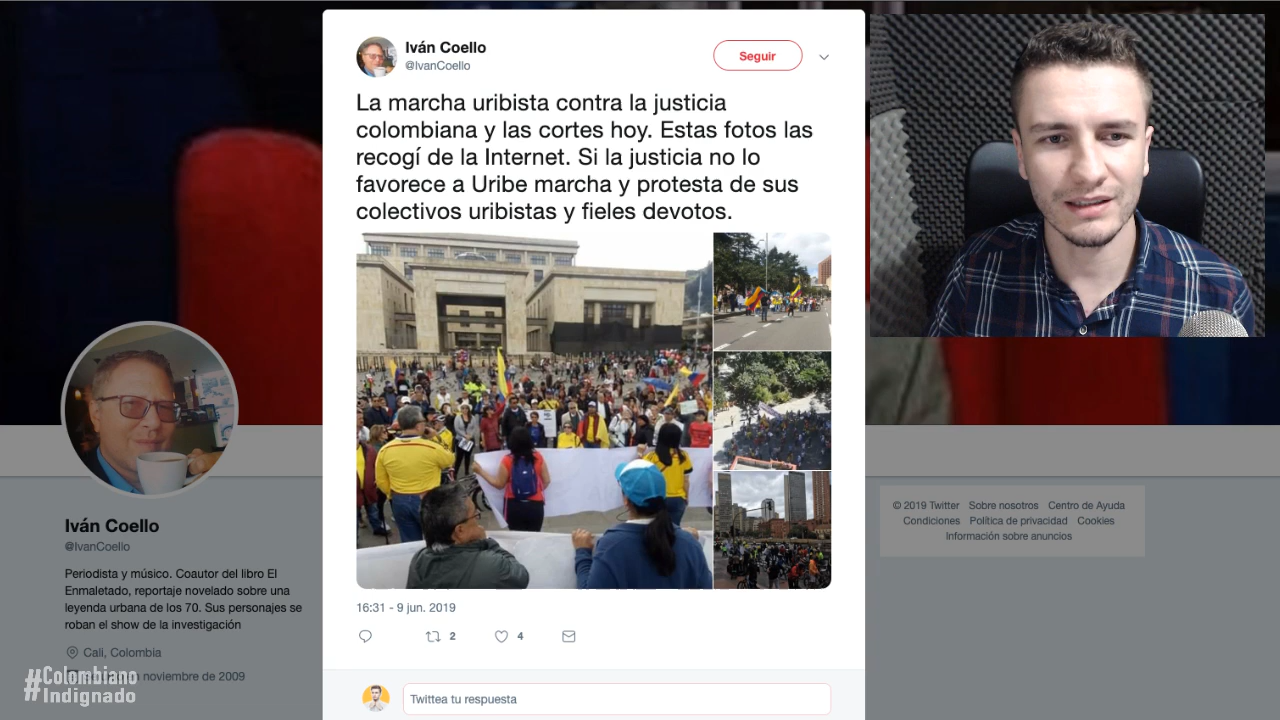 Iván Coello
@IvanCoello
Seguir
La marcha uribista contra la justicia
colombiana y las cortes hoy. Estas fotos las
recogí de la Internet. Si la justicia no lo
favorece a Uribe marcha y protesta de sus
colectivos uribistas y fieles devotos.
16:31 - 9 jun. 2019
2
4
Twittea tu respuesta
Iván Coello
@IvanCoello
Periodista y músico. Coautor del libro El
Enmaletado, reportaje novelado sobre una
leyenda urbana de los 70. Sus personajes se
roban el show de la investigación
Cali, Colombia
noviembre de 2009
#Colombiano
Indignado
© 2019 Twitter Sobre nosotros Centro de Ayuda
Condiciones Política de privacidad Cookies
Información sobre anuncios